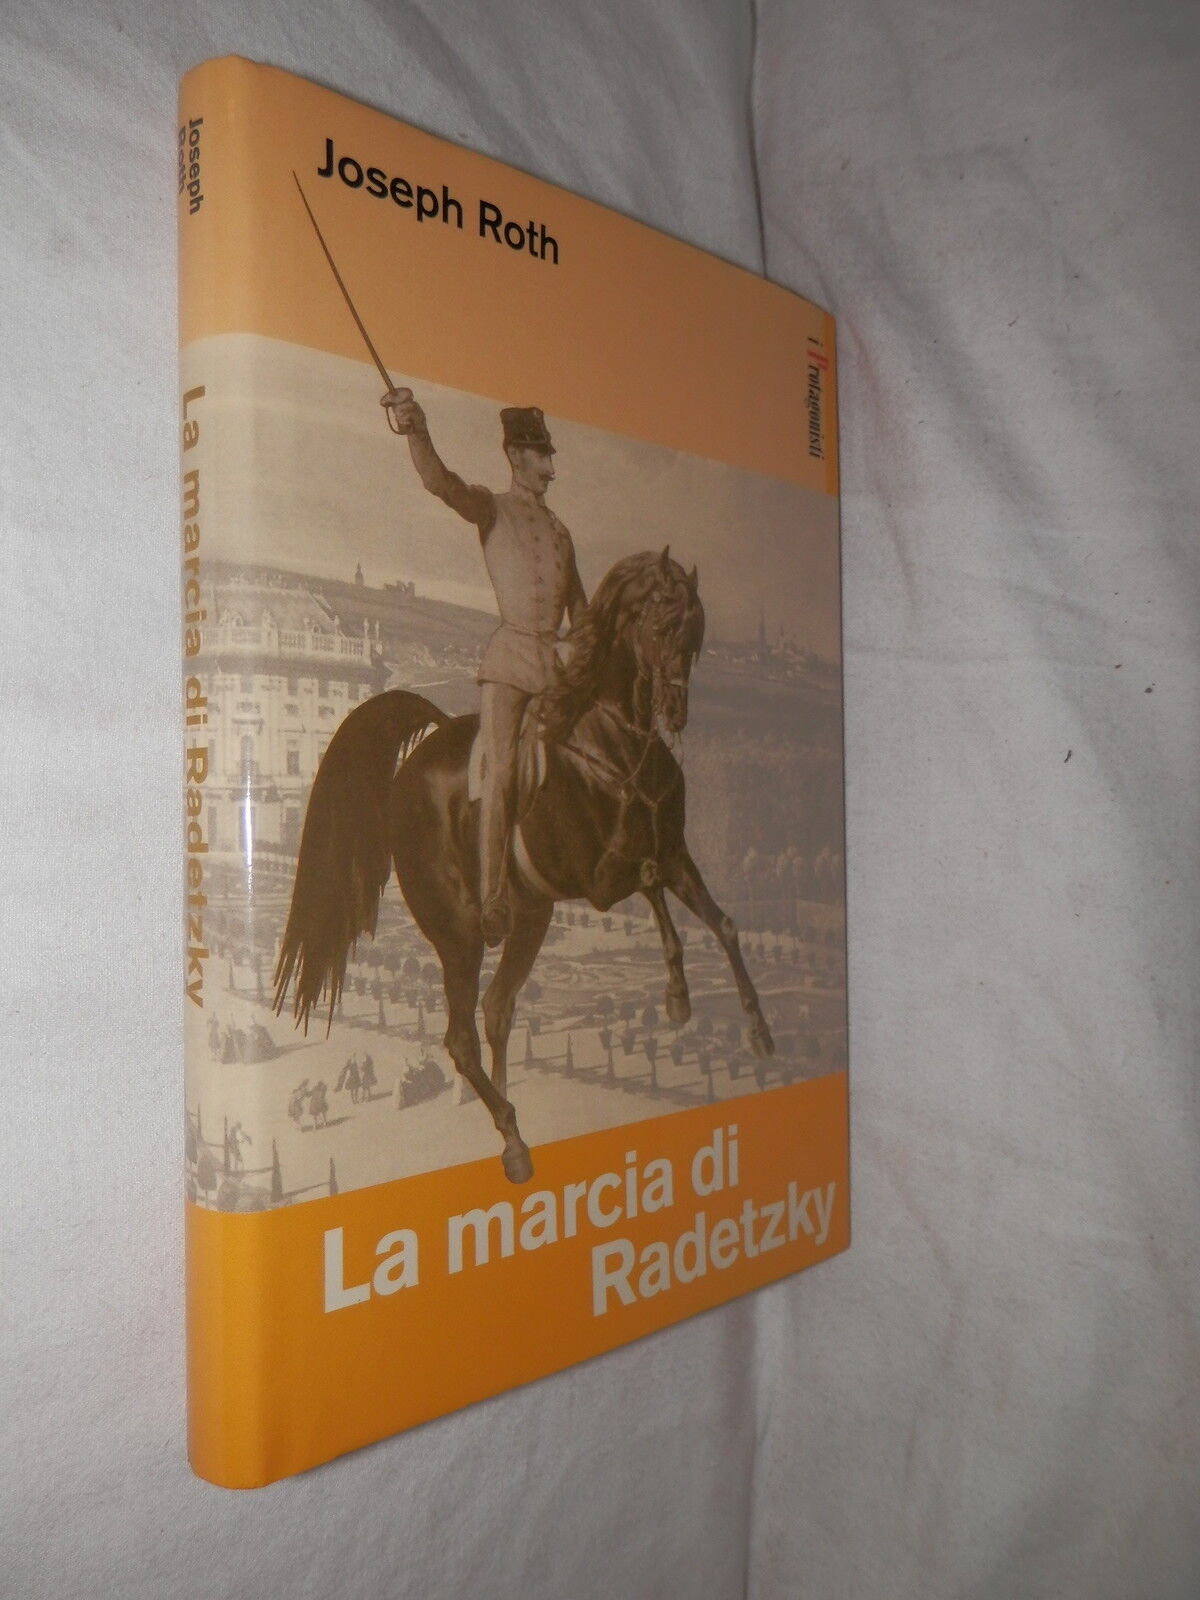 Joseph
Roth
La marcia di Radetzky
Joseph Roth
i Protagonisti
La marcia di
Radetzky